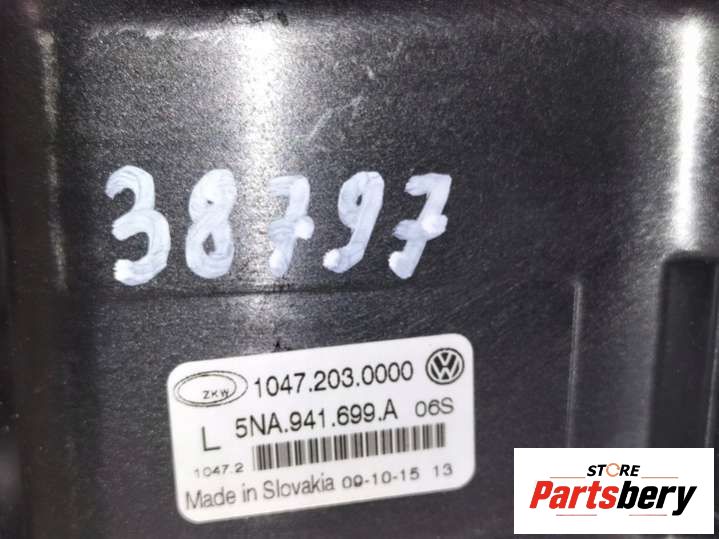 38797
ZKW 1047.203.0000 VW
L 5NA.941.699.A 06S
1047.2
Made in Slovakia 09-10-15 13
STORE
Partsbery